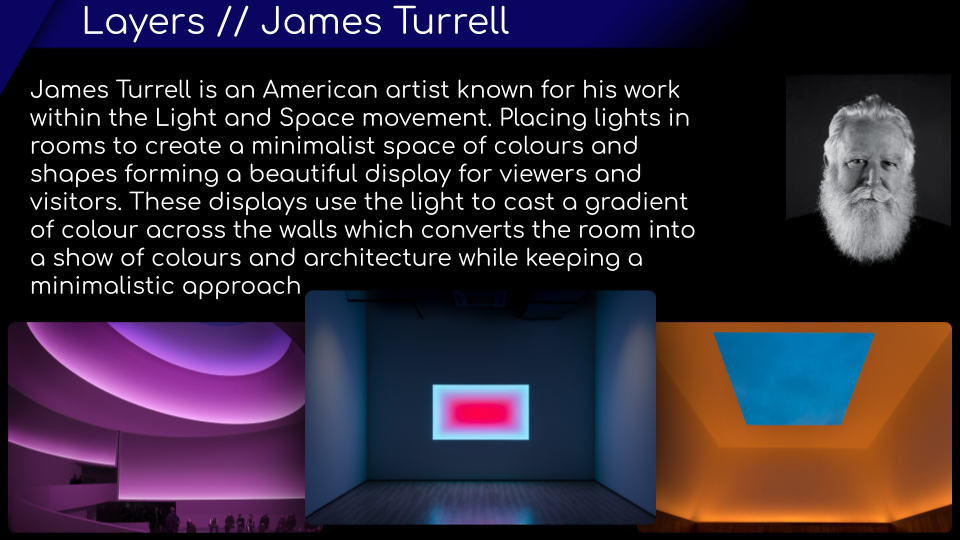 Layers // James Turrell
James Turrell is an American artist known for his work
within the Light and Space movement. Placing lights in
rooms to create a minimalist space of colours and
shapes forming a beautiful display for viewers and
visitors. These displays use the light to cast a gradient
of colour across the walls which converts the room into
a show of colours and architecture while keeping a
minimalistic approach